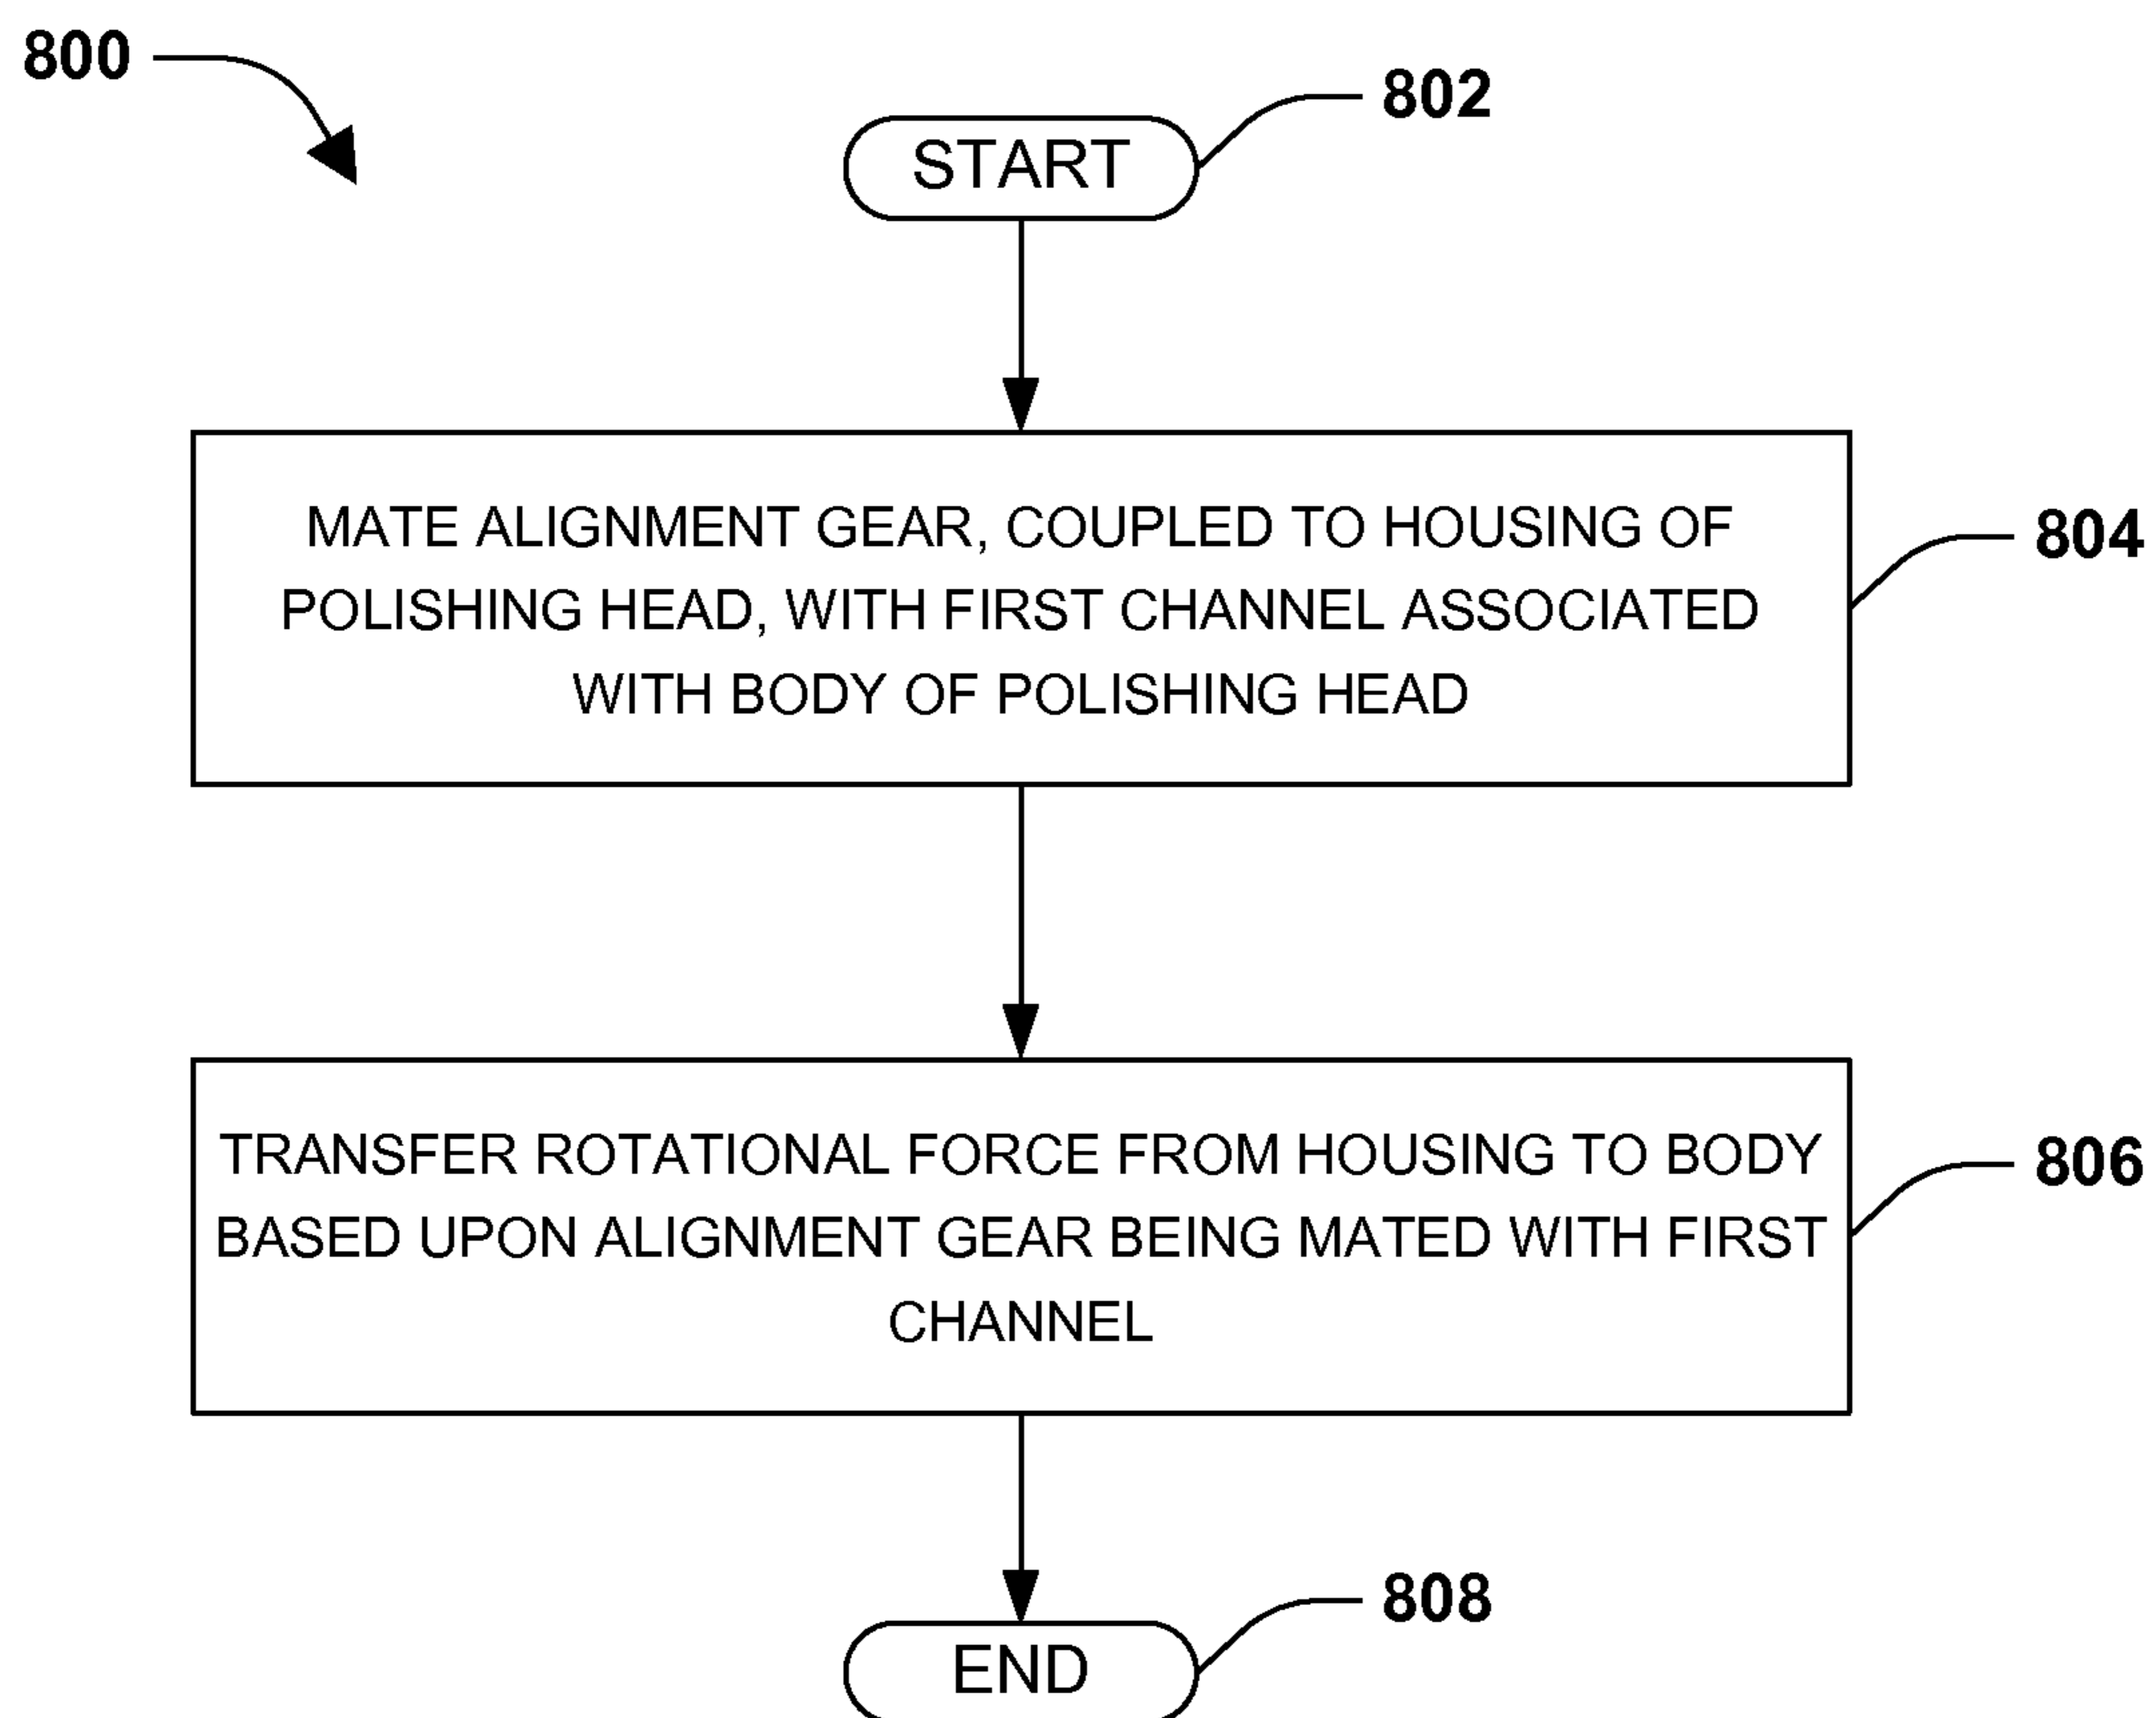 800
802
START
MATE ALIGNMENT GEAR, COUPLED TO HOUSING OF
POLISHING HEAD, WITH FIRST CHANNEL ASSOCIATED
WITH BODY OF POLISHING HEAD
804
TRANSFER ROTATIONAL FORCE FROM HOUSING TO BODY
BASED UPON ALIGNMENT GEAR BEING MATED WITH FIRST
CHANNEL
806
808
END